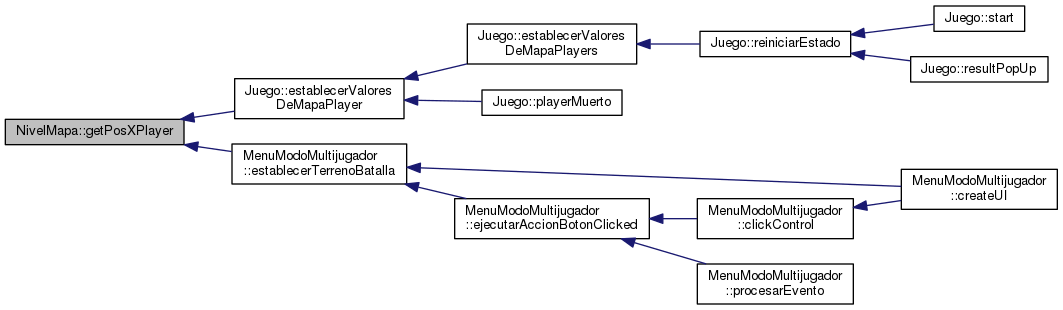 Juego::start
Juego::establecerValores
DeMapaPlayers
Juego::reiniciarEstado
Juego::resultPopUp
Juego::establecerValores
DeMapaPlayer
Juego::playerMuerto
NivelMapa::getPosXPlayer
MenuModoMultijugador
::establecerTerrenoBatalla
MenuModoMultijugador
::createUI
MenuModoMultijugador
::ejecutarAccionBotonClicked
MenuModoMultijugador
::clickControl
MenuModoMultijugador
::procesarEvento